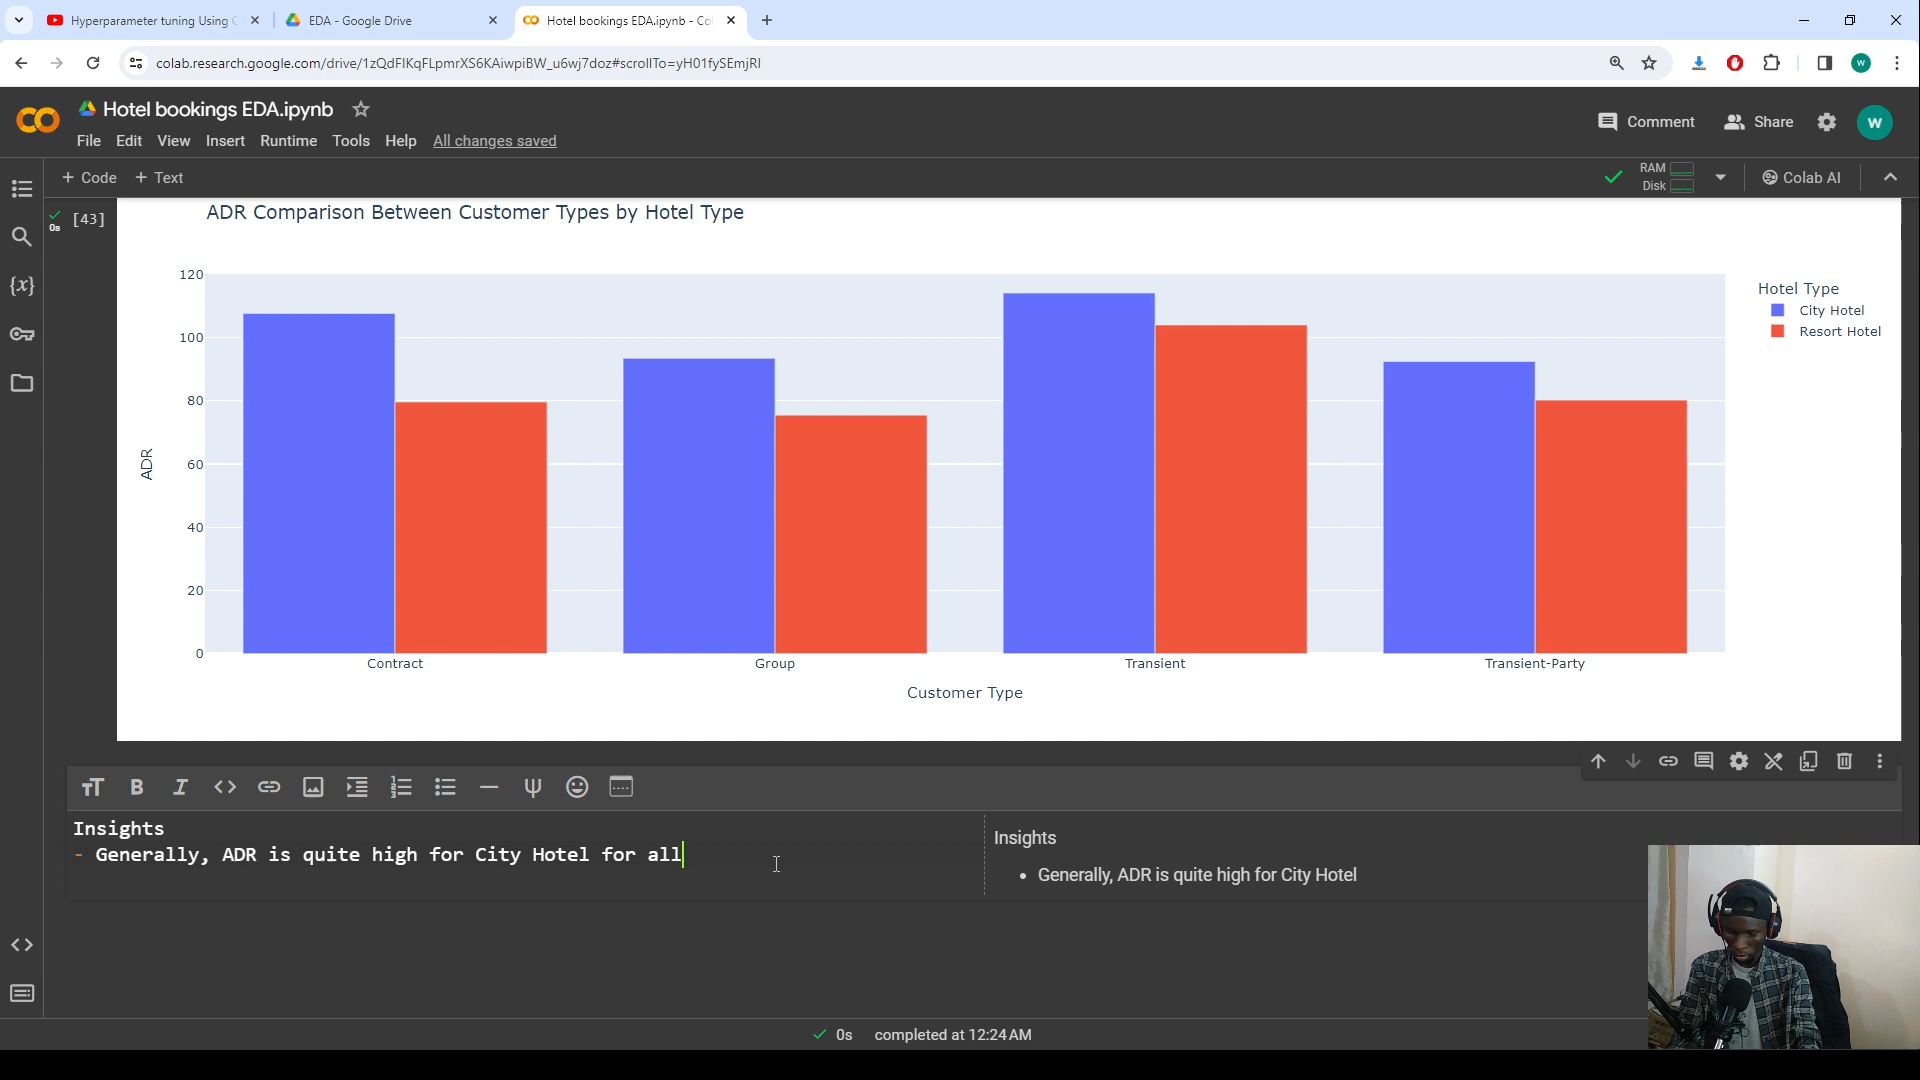 Hyperparameter tuning Using
EDA - Google Drive
Hotel bookings EDA.ipynb - Co
colab.research.google.com/drive/1zQdFIKqFLpmrXS6KAiwpiBW_u6wj7doz#scrollTo=yH01fySEmjRI
W
CO
Hotel bookings EDA.ipynb
Comment
Share
W
File Edit View Insert Runtime Tools Help All changes saved
+ Code + Text
RAM
Disk
Colab AI
{x}
0s
[43]
ADR Comparison Between Customer Types by Hotel Type
Hotel Type
City Hotel
Resort Hotel
120
100
80
60
40
20
0
ADR
Contract Group Transient Transient-Party
Customer Type
Insights
- Generally, ADR is quite high for City Hotel for all
Insights
• Generally, ADR is quite high for City Hotel
0s completed at 12:24 AM